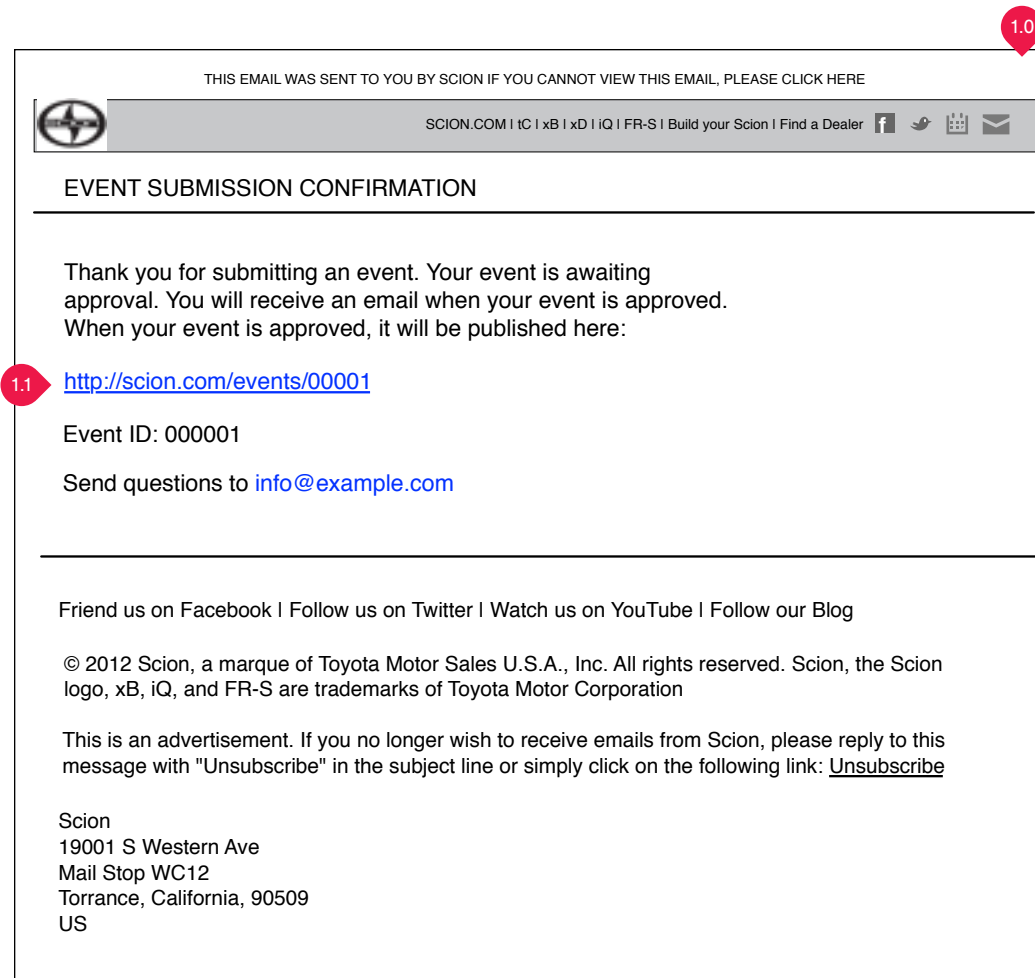 1.0
THIS EMAIL WAS SENT TO YOU BY SCION IF YOU CANNOT VIEW THIS EMAIL, PLEASE CLICK HERE
SCION.COM | tC | xB | xD | iQ | FR-S | Build your Scion | Find a Dealer
EVENT SUBMISSION CONFIRMATION
Thank you for submitting an event. Your event is awaiting
approval. You will receive an email when your event is approved.
When your event is approved, it will be published here:
1.1 http://scion.com/events/00001
Event ID: 000001
Send questions to info@example.com
Friend us on Facebook | Follow us on Twitter | Watch us on YouTube | Follow our Blog
© 2012 Scion, a marque of Toyota Motor Sales U.S.A., Inc. All rights reserved. Scion, the Scion
logo, xB, iQ, and FR-S are trademarks of Toyota Motor Corporation
This is an advertisement. If you no longer wish to receive emails from Scion, please reply to this
message with "Unsubscribe" in the subject line or simply click on the following link: Unsubscribe
Scion
19001 S Western Ave
Mail Stop WC12
Torrance, California, 90509
US